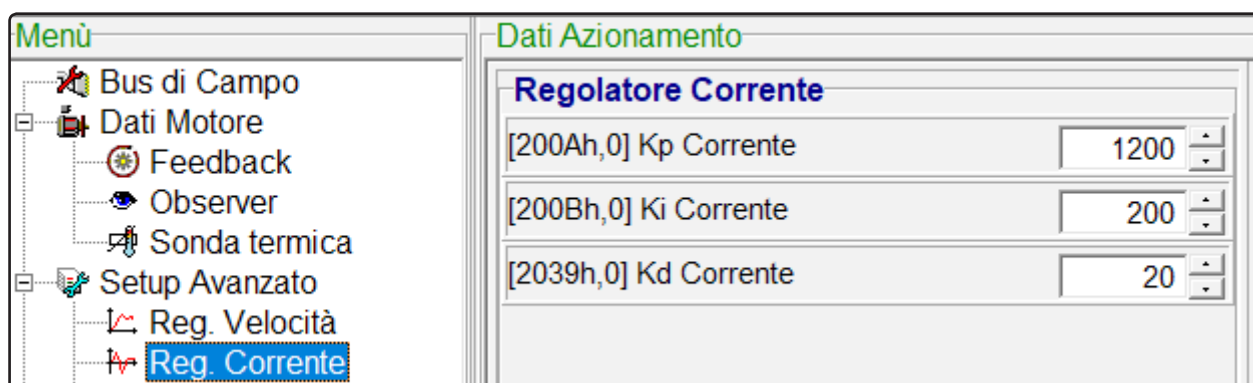 Menù
Bus di Campo
Dati Motore
Feedback
Observer
Sonda termica
Setup Avanzato
Reg. Velocità
Reg. Corrente
Dati Azionamento
Regolatore Corrente
[200Ah,0] Kp Corrente 1200
[200Bh,0] Ki Corrente 200
[2039h,0] Kd Corrente 20